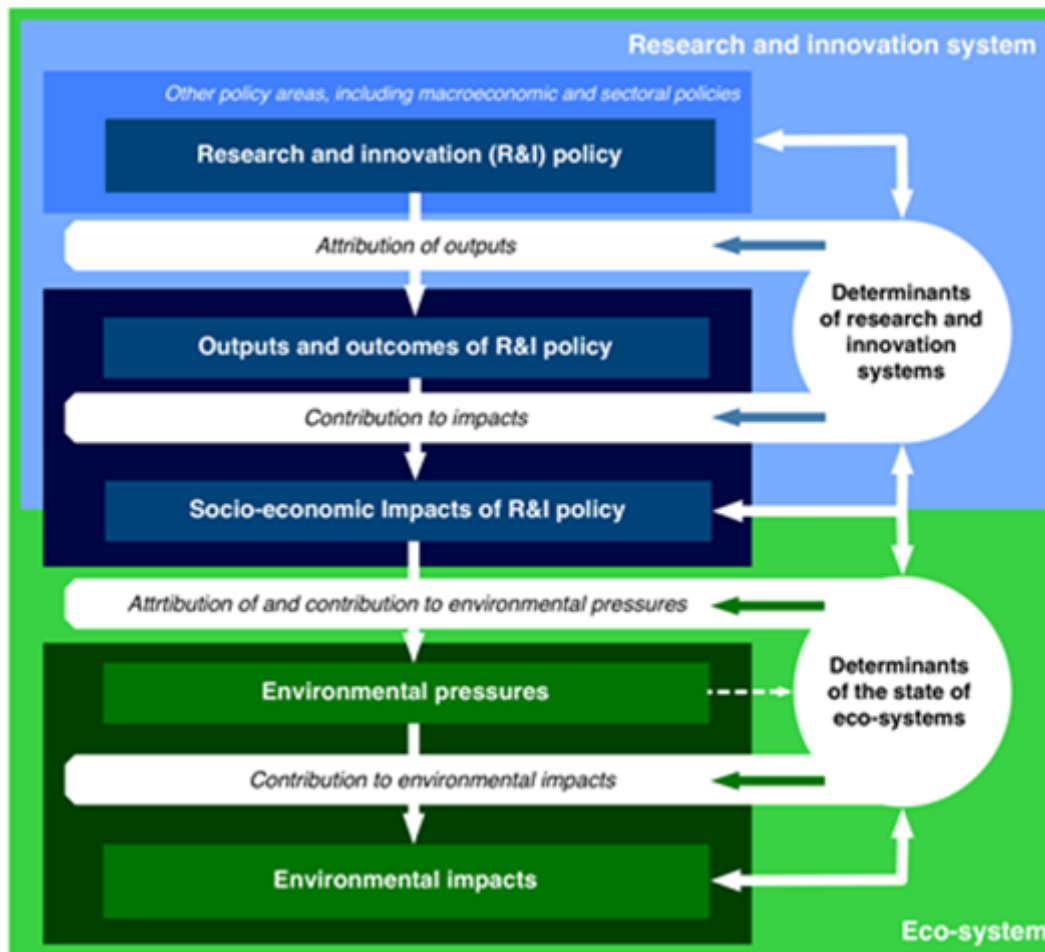 Research and innovation system
Other policy areas, including macroeconomic and sectoral policies
Research and innovation (R&I) policy
Attribution of outputs
Determinants
of research and
innovation
systems
Outputs and outcomes of R&I policy
Contribution to impacts
Socio-economic Impacts of R&I policy
Attrtibution of and contribution to environmental pressures
Environmental pressures
Determinants
of the state of
eco-systems
Contribution to environmental impacts
Environmental impacts
Eco-system